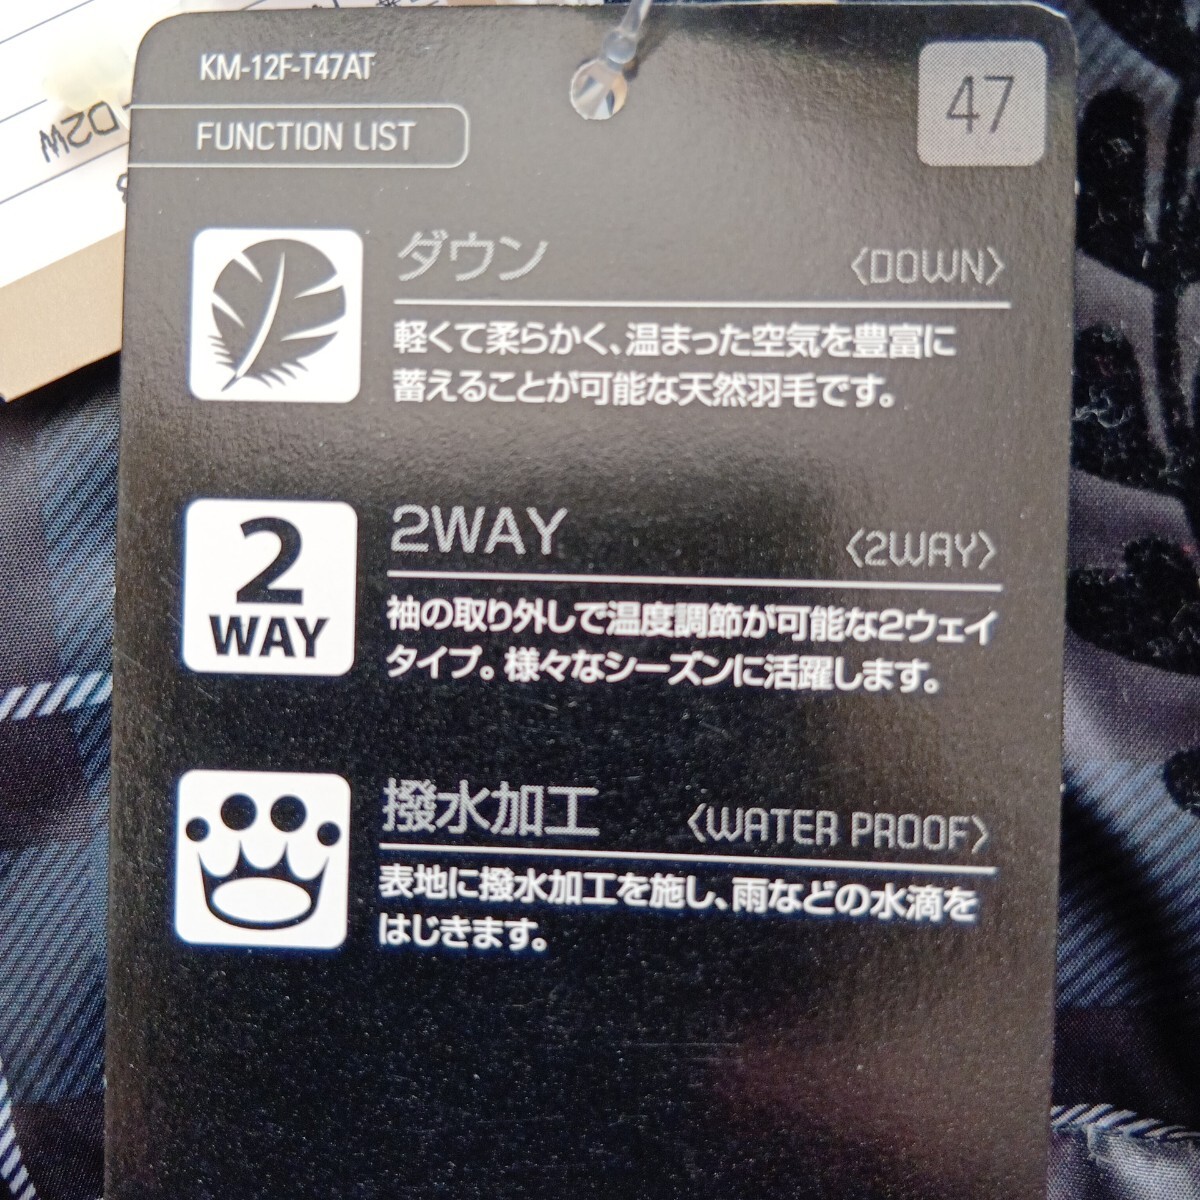 KM-12F-T47AT
47
FUNCTION LIST
ダウン 〈DOWN〉
軽くて柔らかく、温まった空気を豊富に
蓄えることが可能な天然羽毛です。
2
WAY
2WAY 〈2WAY〉
袖の取り外しで温度調節が可能な2ウェイ
タイプ。様々なシーズンに活躍します。
撥水加工 〈WATER PROOF〉
表地に撥水加工を施し、雨などの水滴を
はじきます。